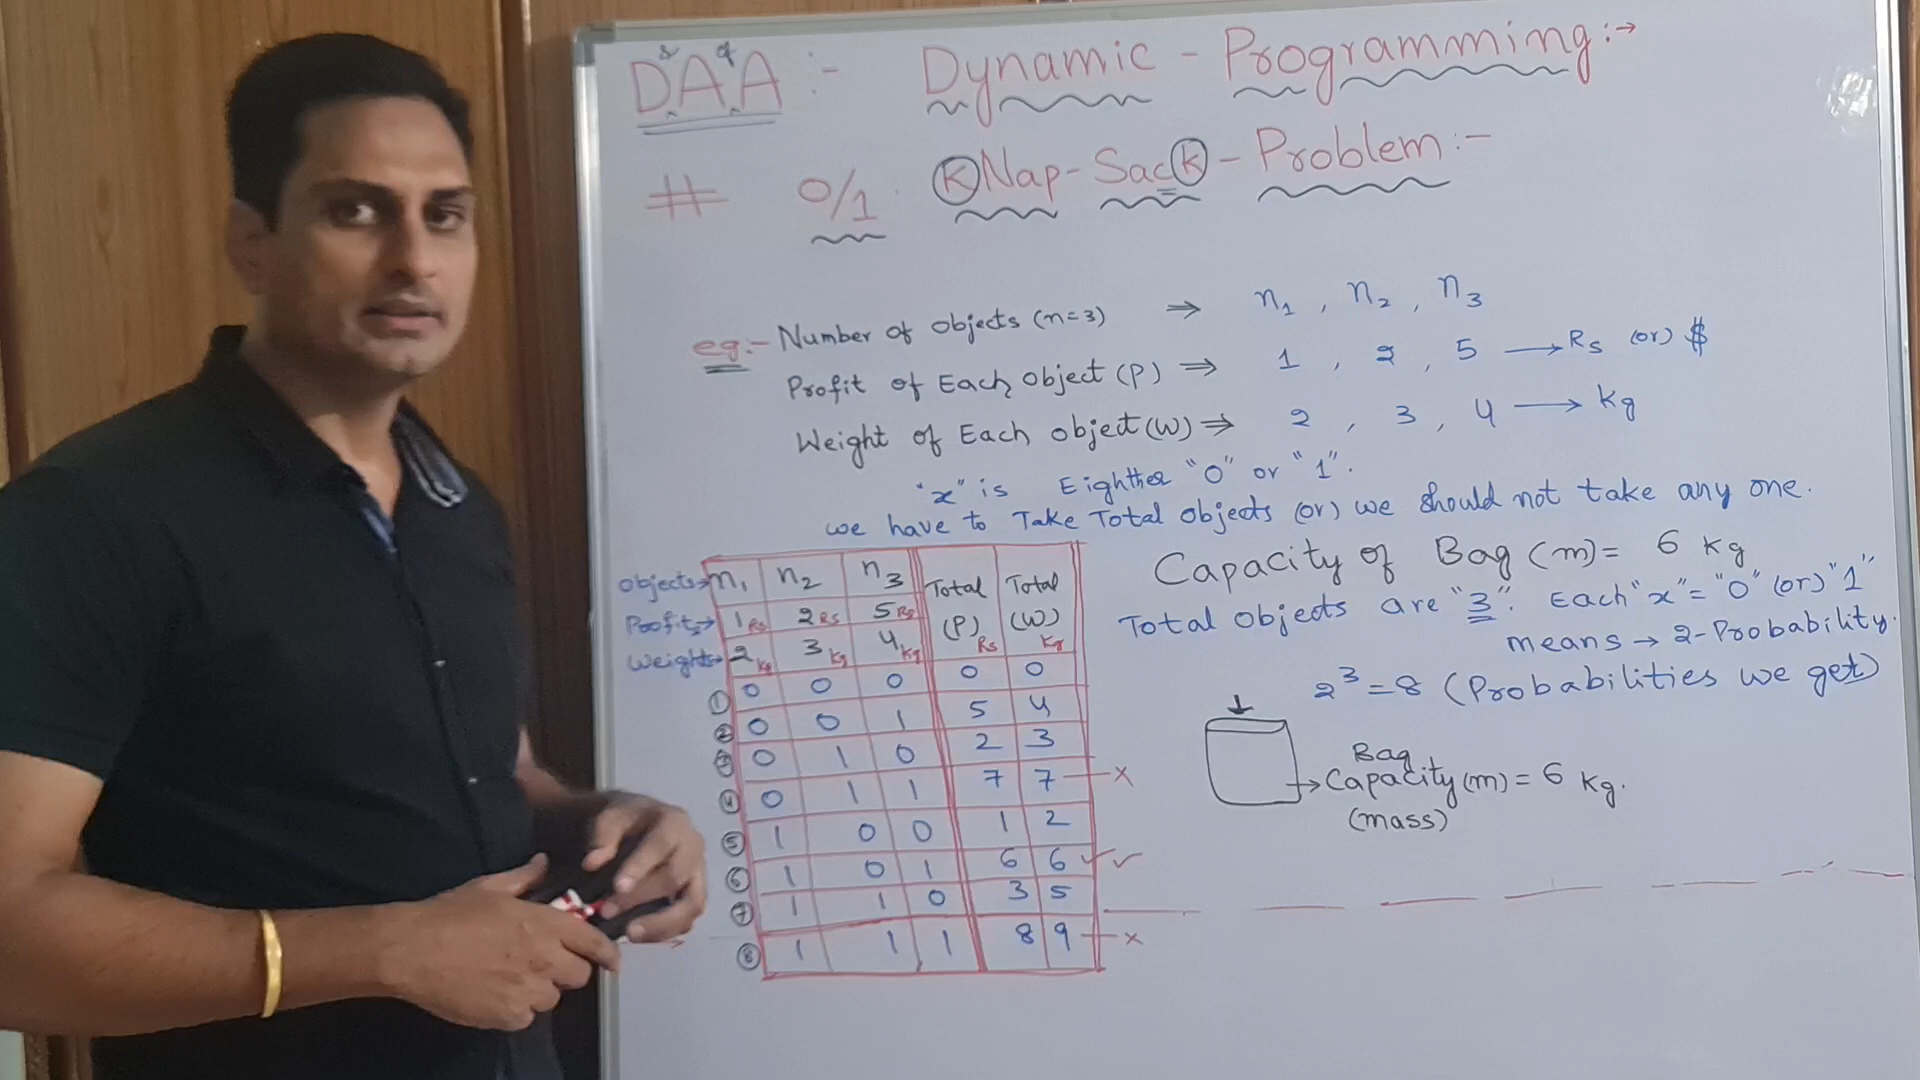 D&A of A :- Dynamic - Programming :→
# 0/1 KNap-Sack - Problem :-
eg:- Number of objects (n=3) ⇒ n1 , n2 , n3
Profit of Each object (P) ⇒ 1 , 2 , 5 → Rs (or) $
Weight of Each object (W) ⇒ 2 , 3 , 4 → kg
"x" is Eighther "0" or "1".
we have to Take Total objects (or) we should not take any one.
Capacity of Bag (m) = 6 kg
Total objects are "3". Each "x" = "0" (or) "1"
means → 2-Probability.
2^3 = 8 (Probabilities we get)
Bag
Capacity (m) = 6 kg.
(mass)
objects→ n1 n2 n3 Total (P) Rs Total (W) kg
Profits→ 1 Rs 2 Rs 5 Rs
Weights→ 2 kg 3 kg 4 kg
① 0 0 0 0 0
② 0 0 1 5 4
③ 0 1 0 2 3
④ 0 1 1 7 7 — x
⑤ 1 0 0 1 2
⑥ 1 0 1 6 6 ✓✓
⑦ 1 1 0 3 5
⑧ 1 1 1 8 9 — x